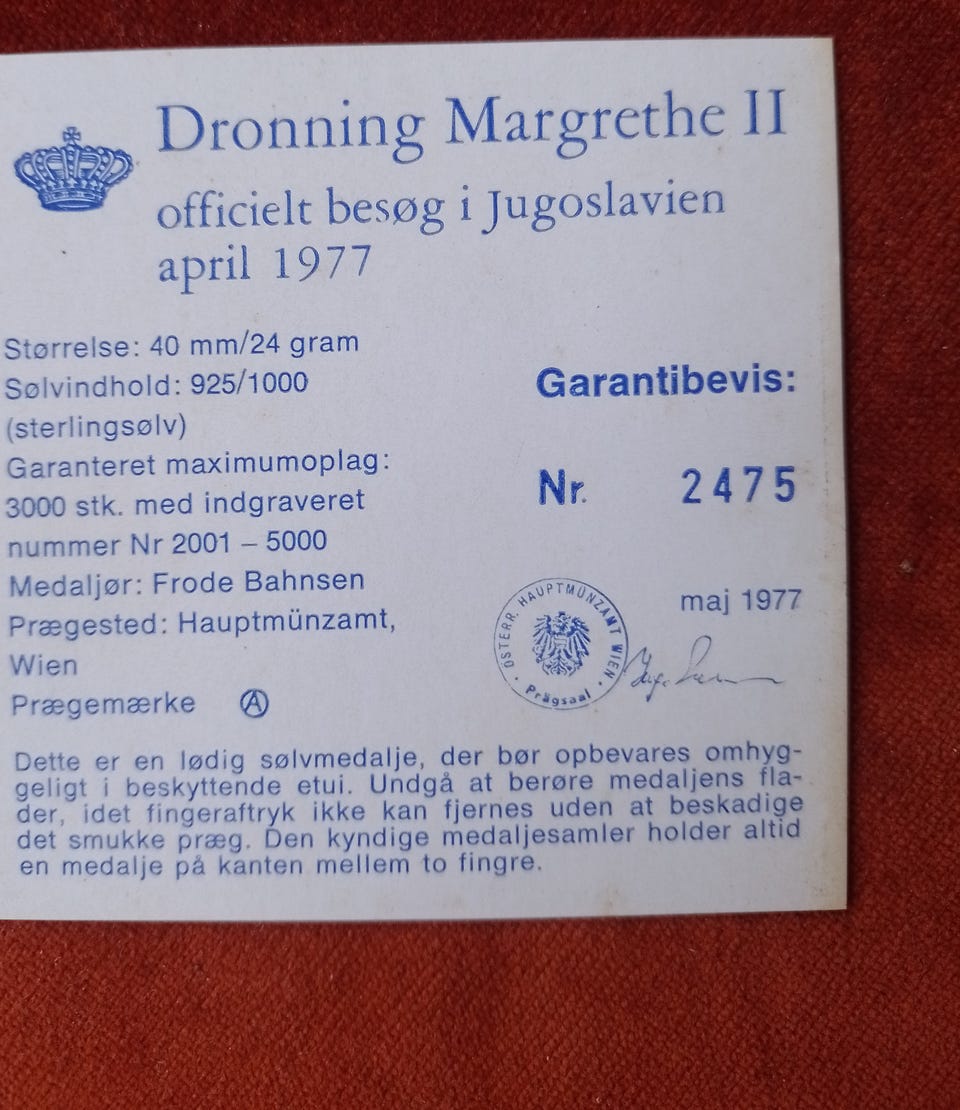 Dronning Margrethe II
officielt besøg i Jugoslavien
april 1977
Størrelse: 40 mm/24 gram
Sølvindhold: 925/1000
(sterlingsølv)
Garanteret maximumoplag:
3000 stk. med indgraveret
nummer Nr 2001 – 5000
Medaljør: Frode Bahnsen
Prægested: Hauptmünzamt,
Wien
Prægemærke Ⓐ
Garantibevis:
Nr. 2475
maj 1977
ÖSTERR. HAUPTMÜNZAMT WIEN
Prägsaal
Dette er en lødig sølvmedalje, der bør opbevares omhyg-
geligt i beskyttende etui. Undgå at berøre medaljens fla-
der, idet fingeraftryk ikke kan fjernes uden at beskadige
det smukke præg. Den kyndige medaljesamler holder altid
en medalje på kanten mellem to fingre.